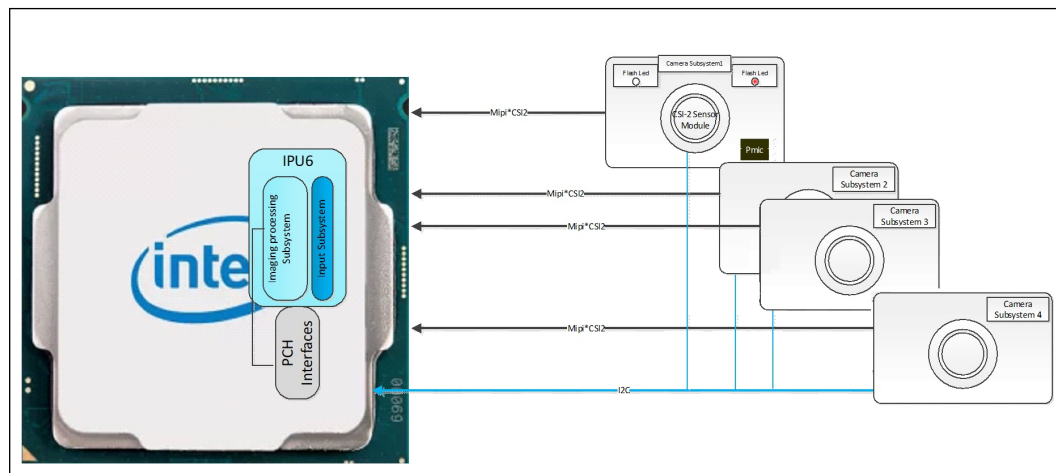 Camera Subsystem1
Flash Led
Flash Led
CSI-2 Sensor
Module
Pmic
Mipi*CSI2
Camera
Subsystem 2
Mipi*CSI2
Camera
Subsystem 3
Mipi*CSI2
Camera
Subsystem 4
Mipi*CSI2
I2C
IPU6
Imaging processing
Subsystem
Input Subsystem
PCH
Interfaces
inte